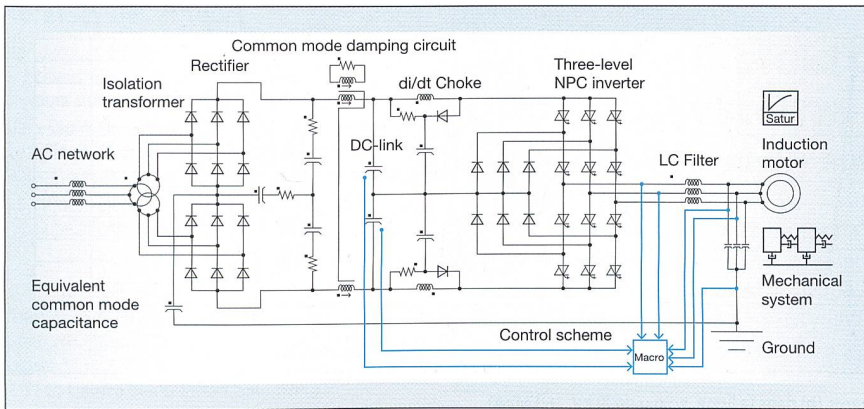 Common mode damping circuit
Rectifier
Isolation
transformer
di/dt Choke
Three-level
NPC inverter
Satur
AC network
DC-link
LC Filter
Induction
motor
Equivalent
common mode
capacitance
Mechanical
system
Control scheme
Macro
Ground